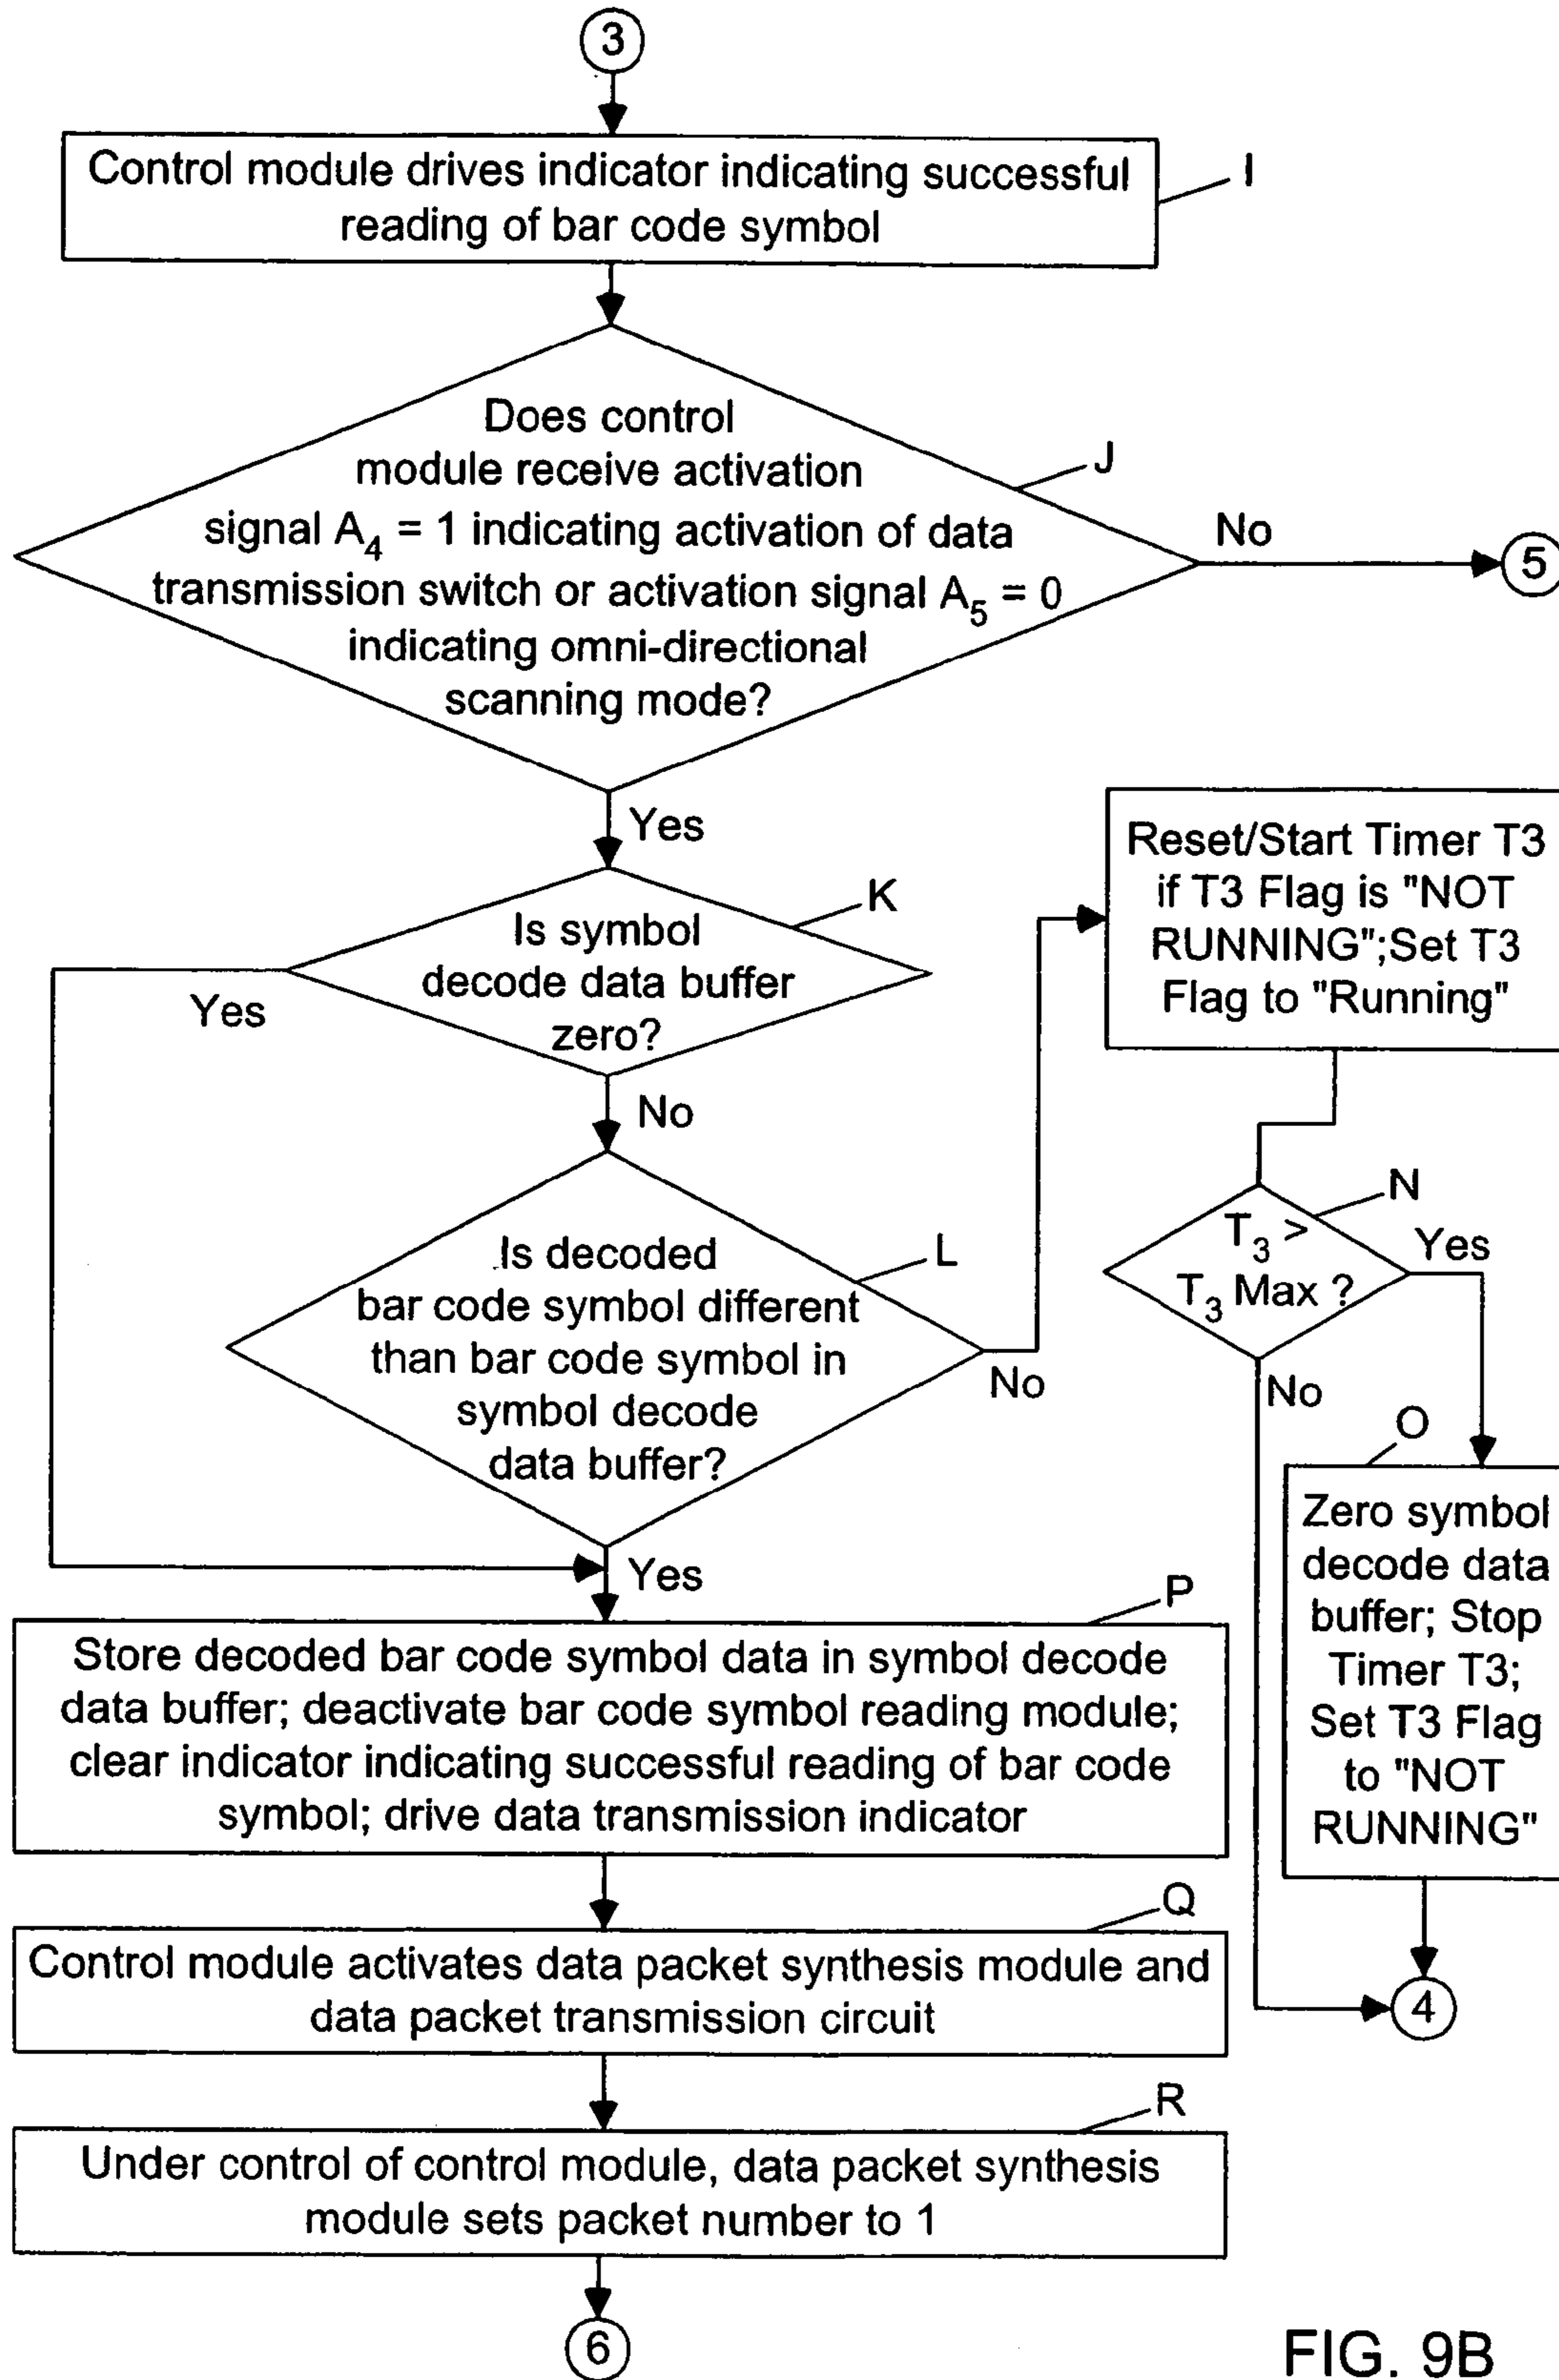 3
Control module drives indicator indicating successful
reading of bar code symbol
I
Does control
module receive activation
signal A4 = 1 indicating activation of data
transmission switch or activation signal A5 = 0
indicating omni-directional
scanning mode?
J
No
5
Yes
Is symbol
decode data buffer
zero?
K
Yes
No
Reset/Start Timer T3
if T3 Flag is "NOT
RUNNING";Set T3
Flag to "Running"
Is decoded
bar code symbol different
than bar code symbol in
symbol decode
data buffer?
L
No
Yes
T3 >
T3 Max ?
N
Yes
No
O
Zero symbol
decode data
buffer; Stop
Timer T3;
Set T3 Flag
to "NOT
RUNNING"
4
P
Store decoded bar code symbol data in symbol decode
data buffer; deactivate bar code symbol reading module;
clear indicator indicating successful reading of bar code
symbol; drive data transmission indicator
Q
Control module activates data packet synthesis module and
data packet transmission circuit
R
Under control of control module, data packet synthesis
module sets packet number to 1
6
FIG. 9B